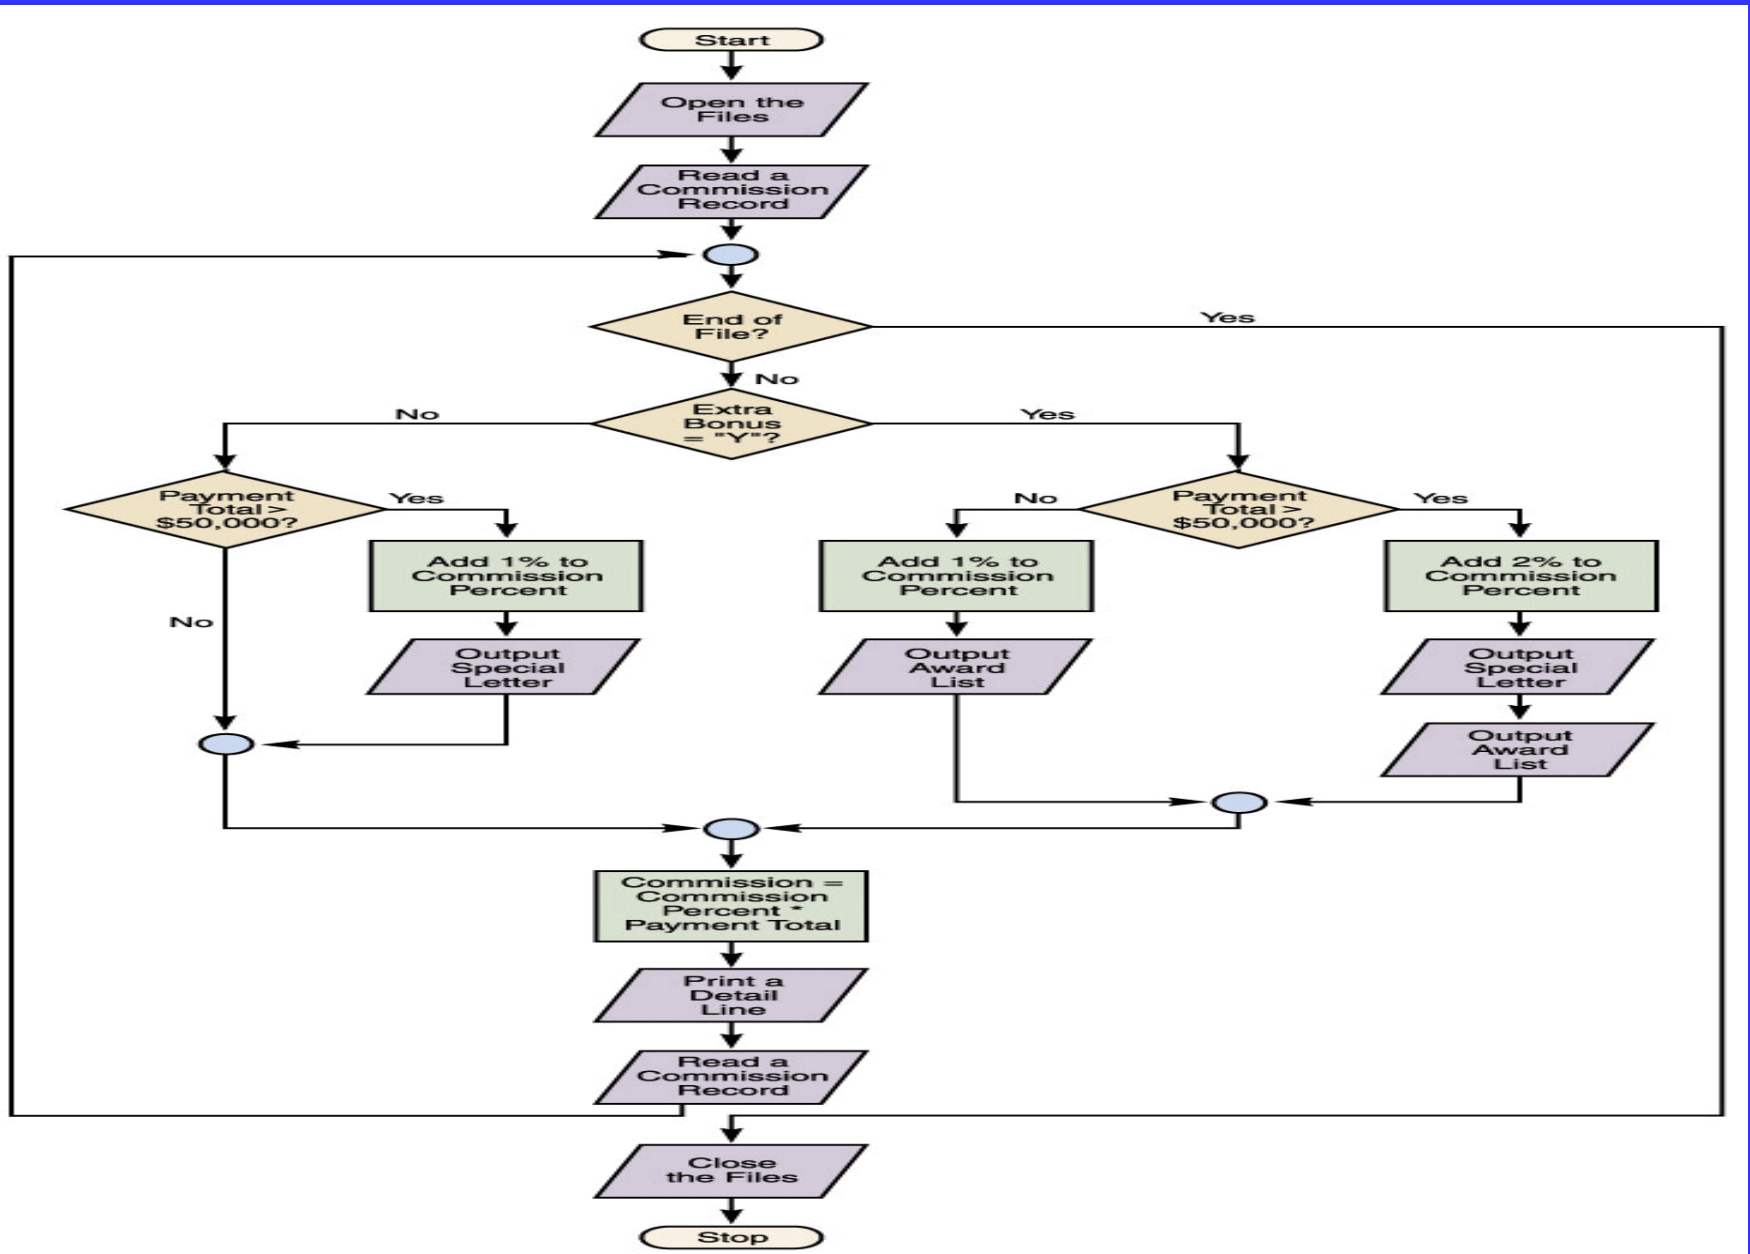 Start
Open the
Files
Read a
Commission
Record
End of
File?
Yes
No
Extra
Bonus
= "Y"?
No
Yes
Payment
Total >
$50,000?
Yes
No
Payment
Total >
$50,000?
No
Yes
Add 1% to
Commission
Percent
Add 1% to
Commission
Percent
Add 2% to
Commission
Percent
Output
Special
Letter
Output
Award
List
Output
Special
Letter
Output
Award
List
Commission =
Commission
Percent *
Payment Total
Print a
Detail
Line
Read a
Commission
Record
Close
the Files
Stop